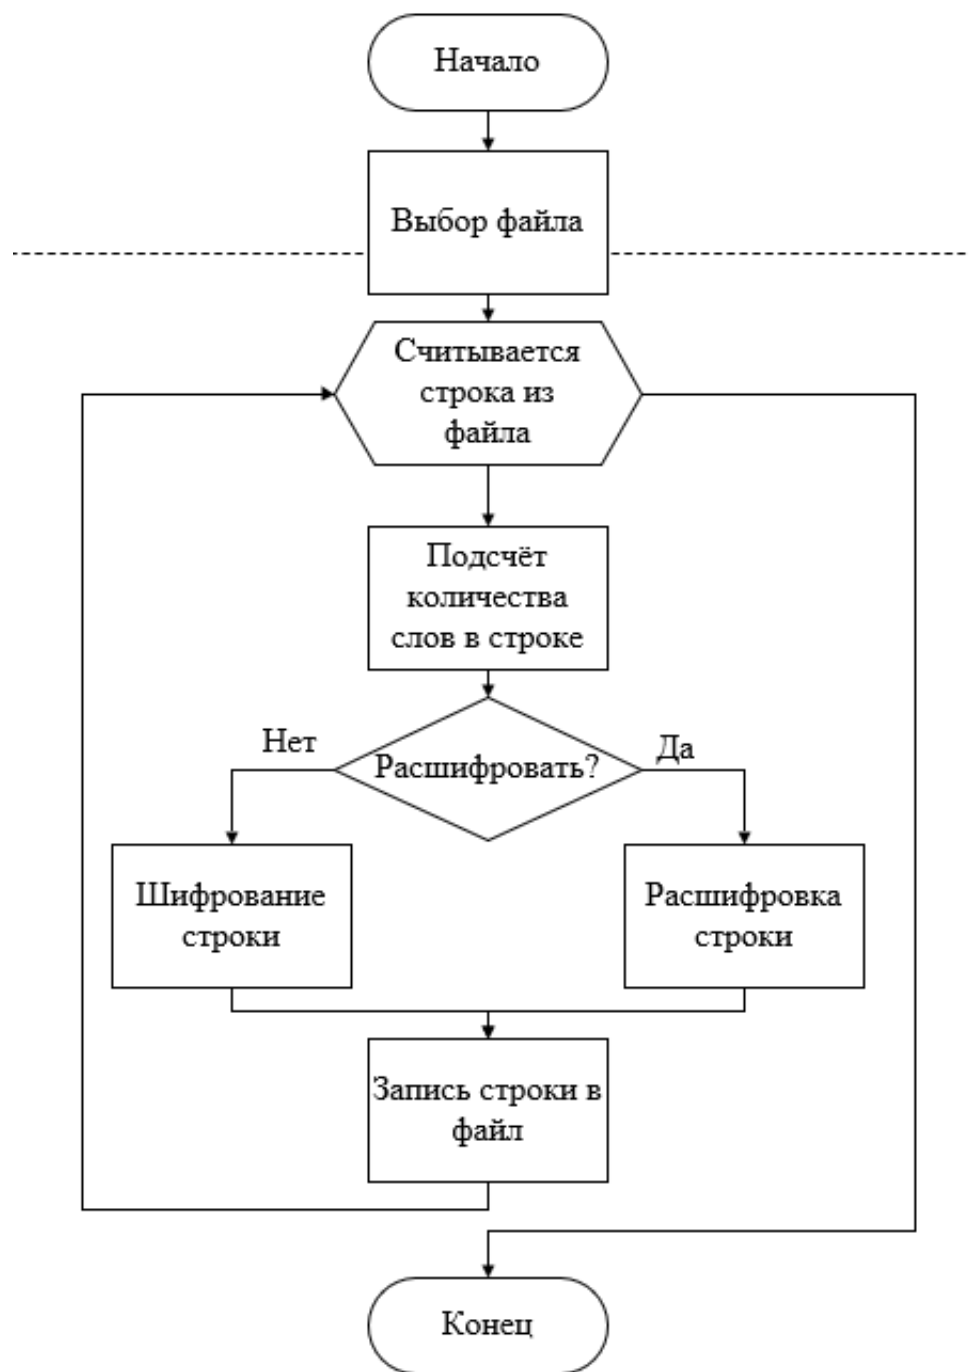 Начало
Выбор файла
Считывается
строка из
файла
Подсчёт
количества
слов в строке
Нет
Да
Расшифровать?
Шифрование
строки
Расшифровка
строки
Запись строки в
файл
Конец